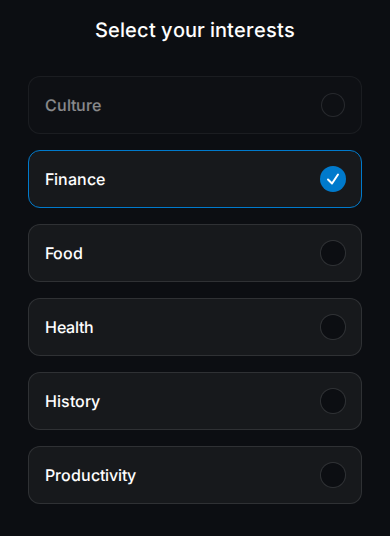 Select your interests
Culture
Finance
Food
Health
History
Productivity